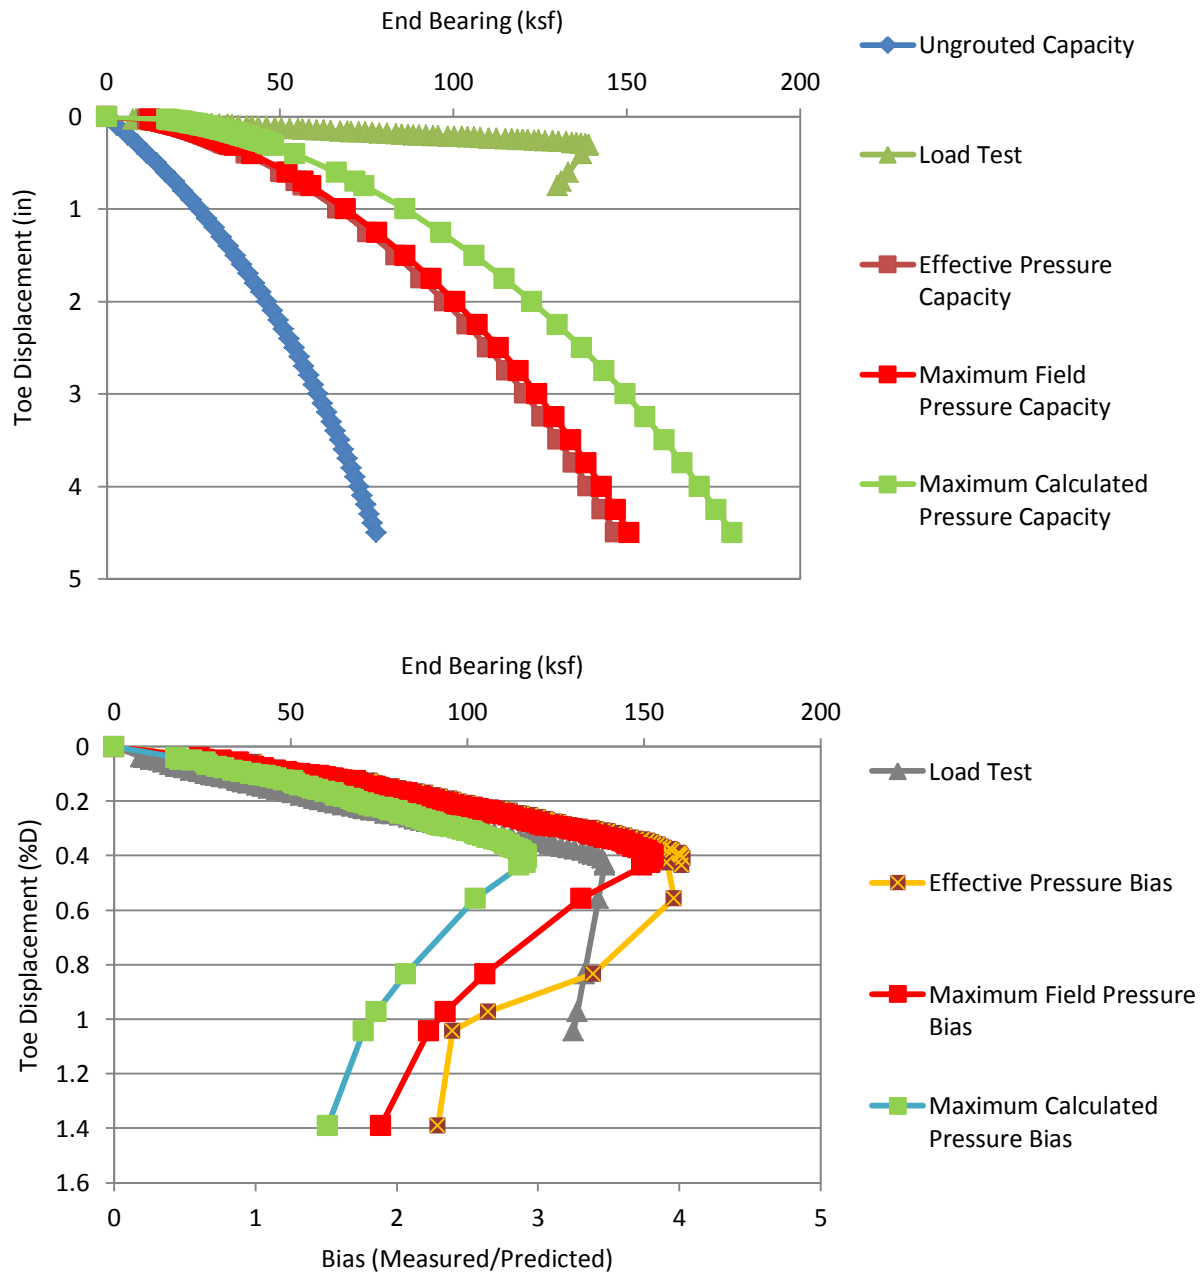 End Bearing (ksf)
0 50 100 150 200
0
1
2
3
4
5
Toe Displacement (in)
Ungrouted Capacity
Load Test
Effective Pressure
Capacity
Maximum Field
Pressure Capacity
Maximum Calculated
Pressure Capacity
End Bearing (ksf)
0 50 100 150 200
0
0.2
0.4
0.6
0.8
1
1.2
1.4
1.6
Toe Displacement (%D)
0 1 2 3 4 5
Bias (Measured/Predicted)
Load Test
Effective Pressure Bias
Maximum Field Pressure
Bias
Maximum Calculated
Pressure Bias